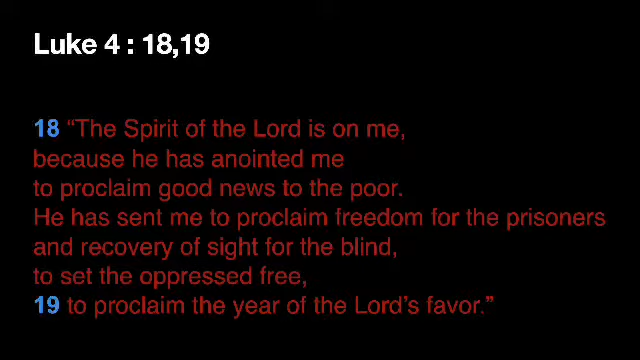 Luke 4 : 18,19
18 “The Spirit of the Lord is on me,
because he has anointed me
to proclaim good news to the poor.
He has sent me to proclaim freedom for the prisoners
and recovery of sight for the blind,
to set the oppressed free,
19 to proclaim the year of the Lord’s favor.”